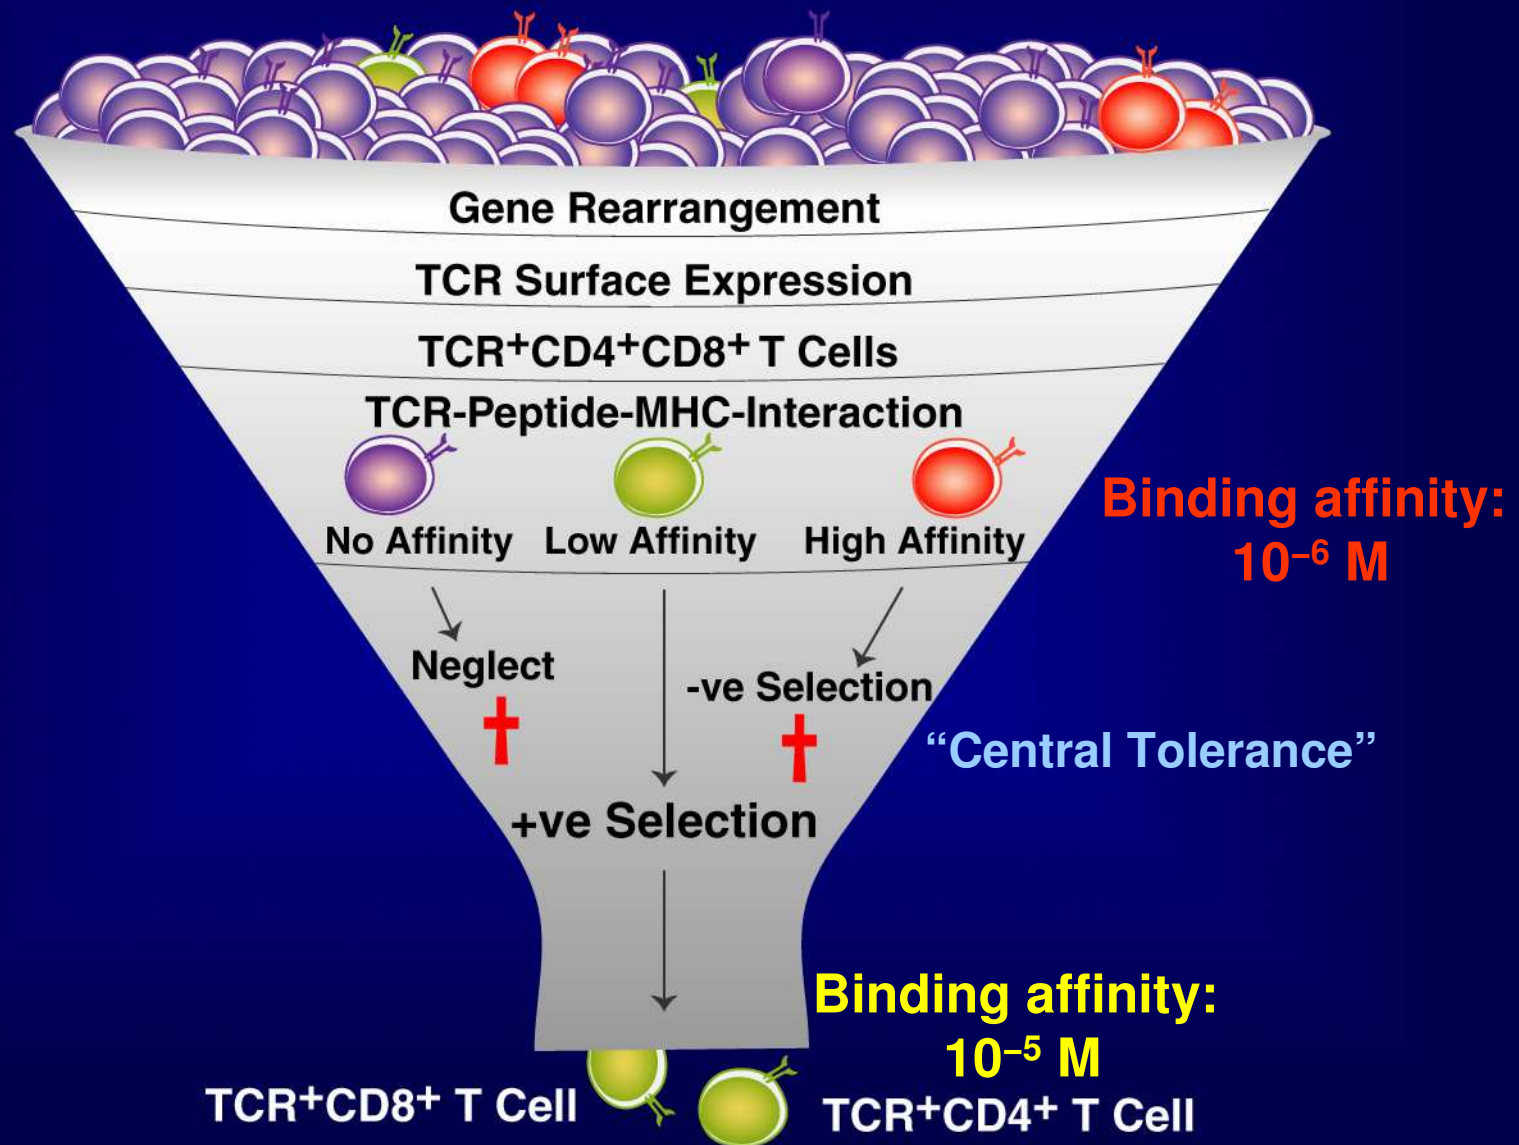 Gene Rearrangement
TCR Surface Expression
TCR⁺CD4⁺CD8⁺ T Cells
TCR-Peptide-MHC-Interaction
No Affinity Low Affinity High Affinity
Binding affinity:
10⁻⁶ M
Neglect
-ve Selection
“Central Tolerance”
+ve Selection
Binding affinity:
10⁻⁵ M
TCR⁺CD8⁺ T Cell
TCR⁺CD4⁺ T Cell